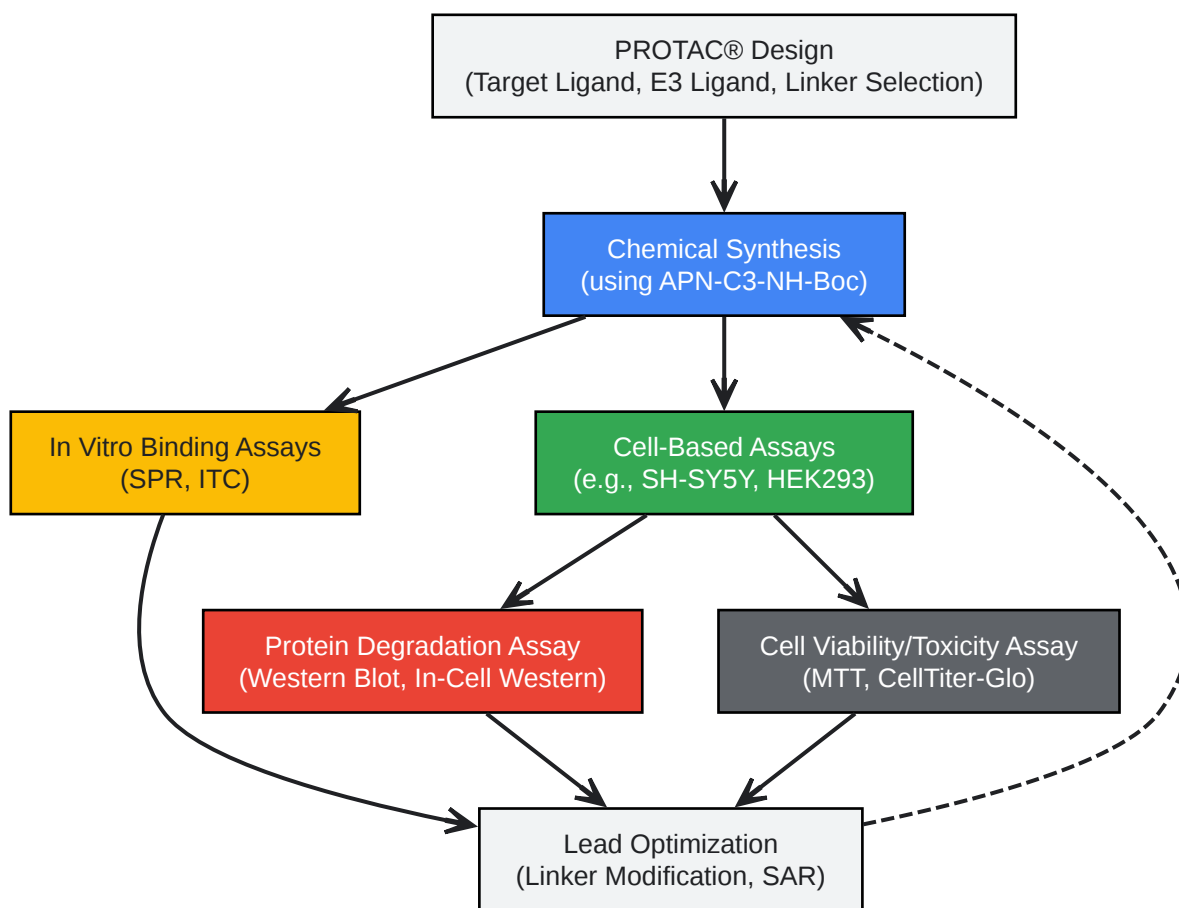 PROTAC® Design
(Target Ligand, E3 Ligand, Linker Selection)
Chemical Synthesis
(using APN-C3-NH-Boc)
In Vitro Binding Assays
(SPR, ITC)
Cell-Based Assays
(e.g., SH-SY5Y, HEK293)
Protein Degradation Assay
(Western Blot, In-Cell Western)
Cell Viability/Toxicity Assay
(MTT, CellTiter-Glo)
Lead Optimization
(Linker Modification, SAR)